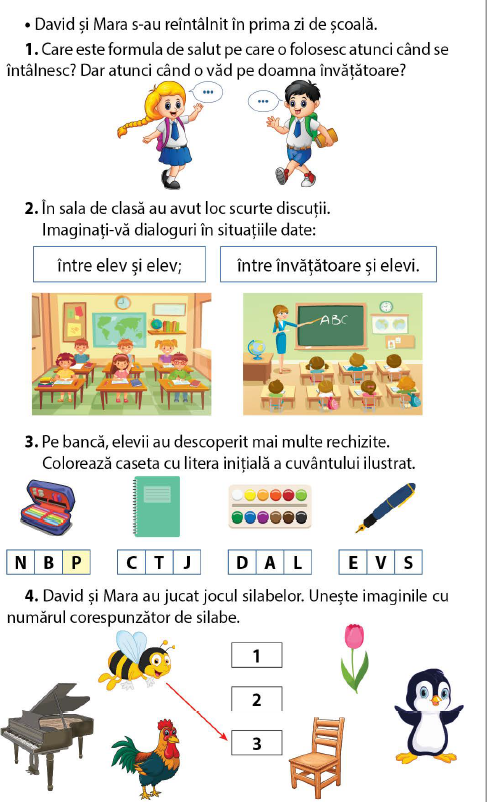 • David și Mara s-au reîntâlnit în prima zi de școală.
1. Care este formula de salut pe care o folosesc atunci când se
întâlnesc? Dar atunci când o văd pe doamna învățătoare?
... ...
2. În sala de clasă au avut loc scurte discuții.
Imaginați-vă dialoguri în situațiile date:
între elev și elev; între învățătoare și elevi.
ABC
3. Pe bancă, elevii au descoperit mai multe rechizite.
Colorează caseta cu litera inițială a cuvântului ilustrat.
N B P C T J D A L E V S
4. David și Mara au jucat jocul silabelor. Unește imaginile cu
numărul corespunzător de silabe.
1
2
3